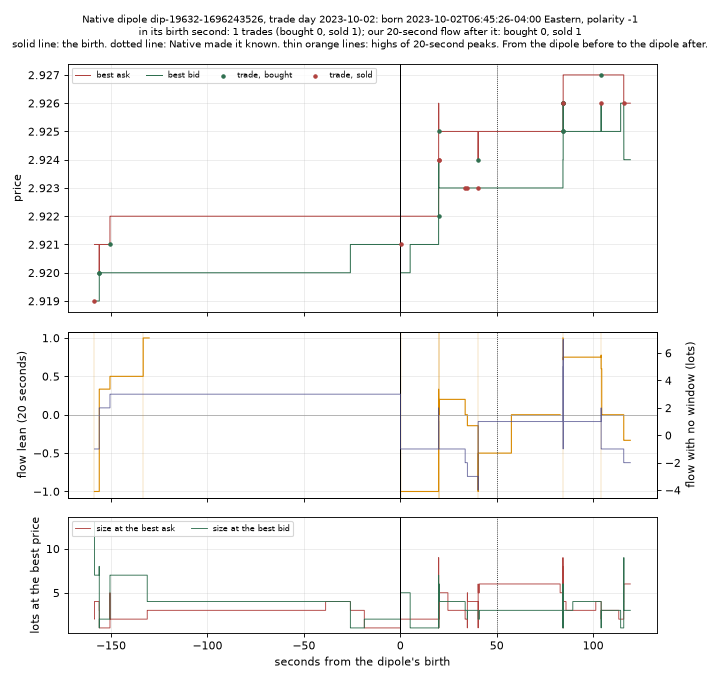 Native dipole dip-19632-1696243526, trade day 2023-10-02: born 2023-10-02T06:45:26-04:00 Eastern, polarity -1
in its birth second: 1 trades (bought 0, sold 1); our 20-second flow after it: bought 0, sold 1
solid line: the birth. dotted line: Native made it known. thin orange lines: highs of 20-second peaks. From the dipole before to the dipole after.
best ask
best bid
trade, bought
trade, sold
2.927
2.926
2.925
2.924
2.923
2.922
2.921
2.920
2.919
price
1.0
0.5
0.0
−0.5
−1.0
flow lean (20 seconds)
6
4
2
0
−2
−4
flow with no window (lots)
size at the best ask
size at the best bid
10
5
lots at the best price
−150
−100
−50
0
50
100
seconds from the dipole's birth